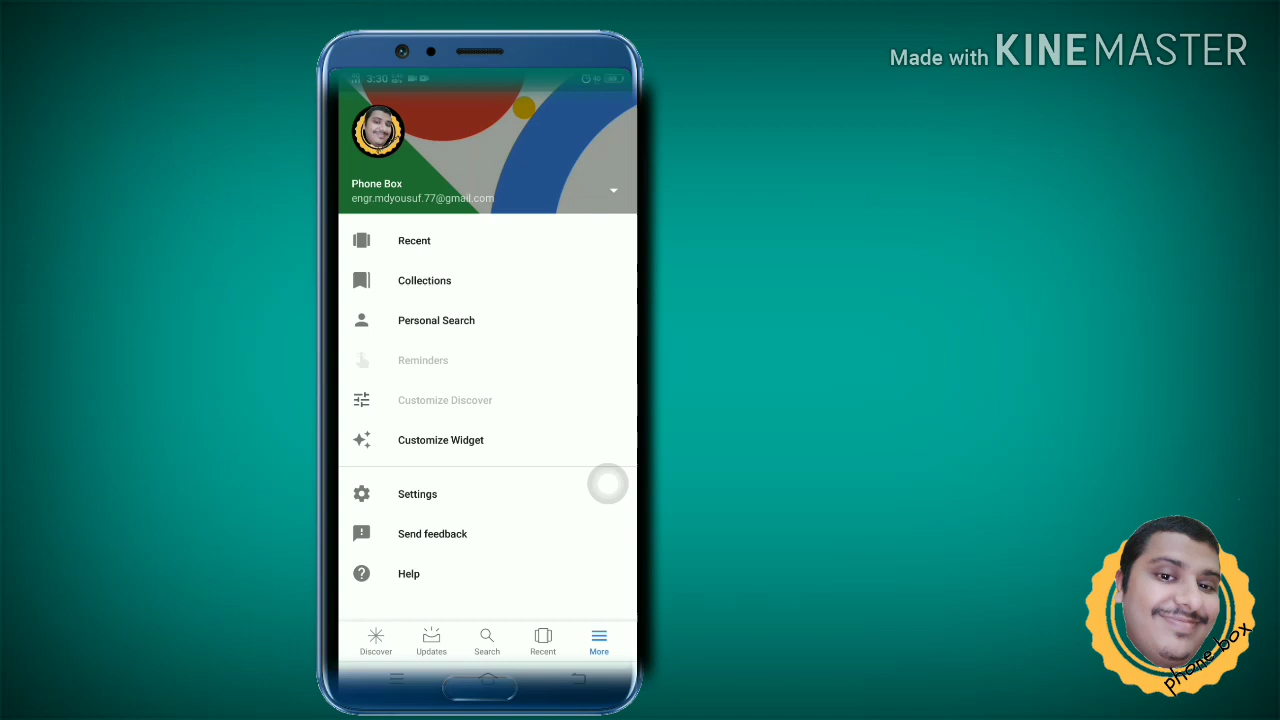 Made with KINEMASTER
3:30
Phone Box
engr.mdyousuf.77@gmail.com
Recent
Collections
Personal Search
Reminders
Customize Discover
Customize Widget
Settings
Send feedback
Help
Discover Updates Search Recent More
phone box